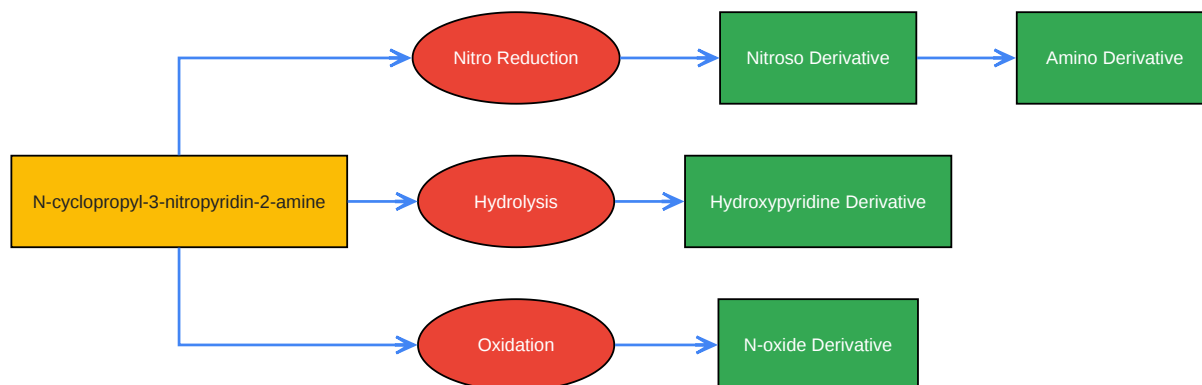 Nitro Reduction
Nitroso Derivative
Amino Derivative
N-cyclopropyl-3-nitropyridin-2-amine
Hydrolysis
Hydroxypyridine Derivative
Oxidation
N-oxide Derivative